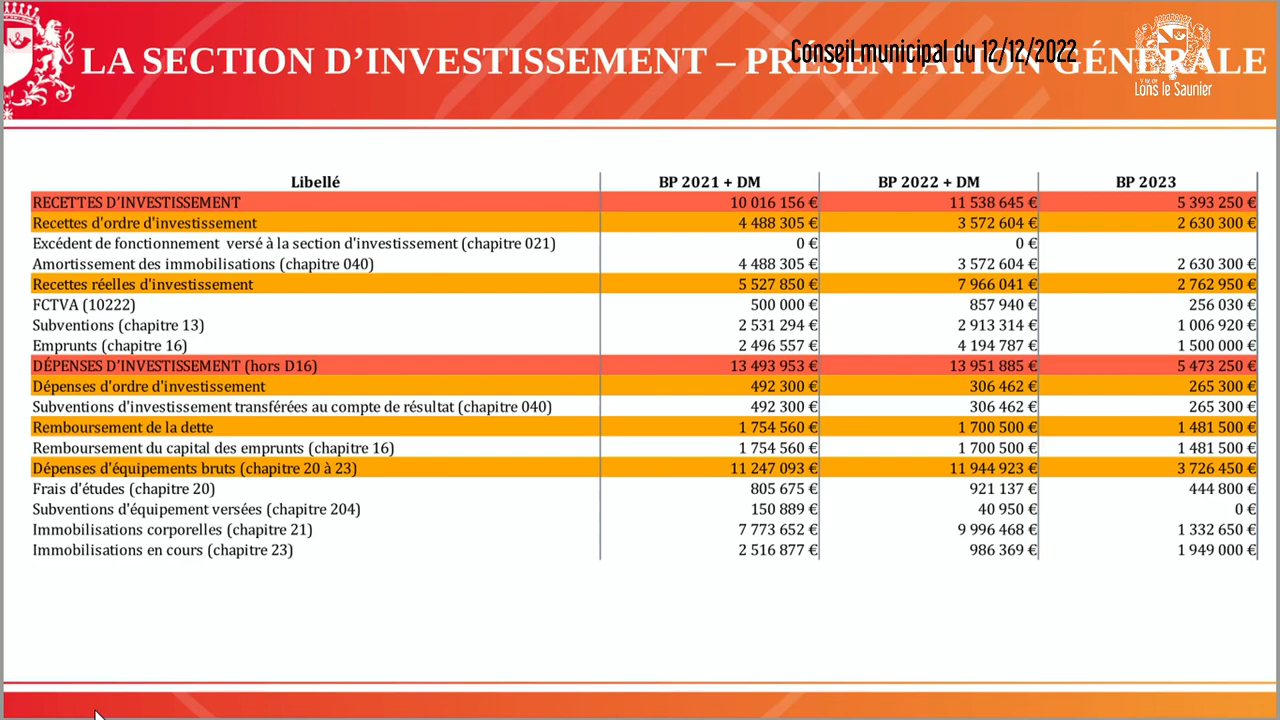 LA SECTION D'INVESTISSEMENT – PRÉSENTATION GÉNÉRALE
Conseil municipal du 12/12/2022
Ville de
Lons le Saunier
Libellé BP 2021 + DM BP 2022 + DM BP 2023
RECETTES D'INVESTISSEMENT 10 016 156 € 11 538 645 € 5 393 250 €
Recettes d'ordre d'investissement 4 488 305 € 3 572 604 € 2 630 300 €
Excédent de fonctionnement versé à la section d'investissement (chapitre 021) 0 € 0 €
Amortissement des immobilisations (chapitre 040) 4 488 305 € 3 572 604 € 2 630 300 €
Recettes réelles d'investissement 5 527 850 € 7 966 041 € 2 762 950 €
FCTVA (10222) 500 000 € 857 940 € 256 030 €
Subventions (chapitre 13) 2 531 294 € 2 913 314 € 1 006 920 €
Emprunts (chapitre 16) 2 496 557 € 4 194 787 € 1 500 000 €
DÉPENSES D'INVESTISSEMENT (hors D16) 13 493 953 € 13 951 885 € 5 473 250 €
Dépenses d'ordre d'investissement 492 300 € 306 462 € 265 300 €
Subventions d'investissement transférées au compte de résultat (chapitre 040) 492 300 € 306 462 € 265 300 €
Remboursement de la dette 1 754 560 € 1 700 500 € 1 481 500 €
Remboursement du capital des emprunts (chapitre 16) 1 754 560 € 1 700 500 € 1 481 500 €
Dépenses d'équipements bruts (chapitre 20 à 23) 11 247 093 € 11 944 923 € 3 726 450 €
Frais d'études (chapitre 20) 805 675 € 921 137 € 444 800 €
Subventions d'équipement versées (chapitre 204) 150 889 € 40 950 € 0 €
Immobilisations corporelles (chapitre 21) 7 773 652 € 9 996 468 € 1 332 650 €
Immobilisations en cours (chapitre 23) 2 516 877 € 986 369 € 1 949 000 €